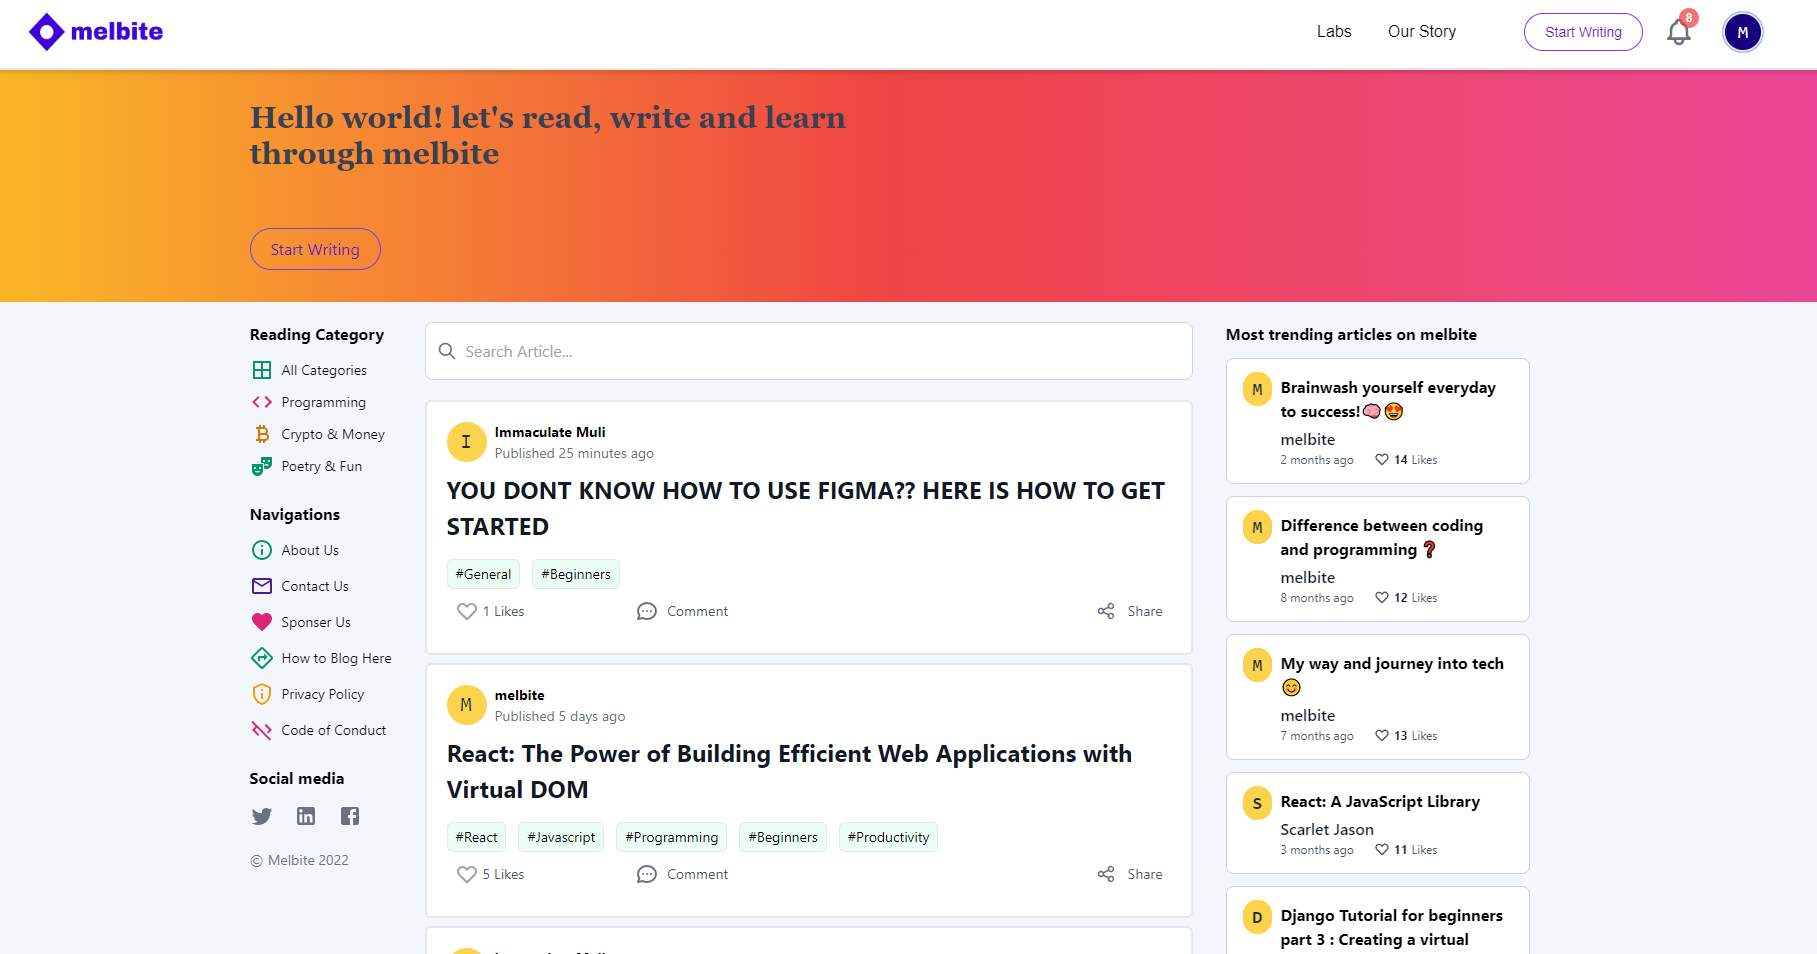 melbite
Labs
Our Story
Start Writing
8
M
Hello world! let's read, write and learn
through melbite
Start Writing
Reading Category
All Categories
Programming
Crypto & Money
Poetry & Fun
Navigations
About Us
Contact Us
Sponser Us
How to Blog Here
Privacy Policy
Code of Conduct
Social media
© Melbite 2022
Search Article...
I
Immaculate Muli
Published 25 minutes ago
YOU DONT KNOW HOW TO USE FIGMA?? HERE IS HOW TO GET
STARTED
#General #Beginners
1 Likes Comment Share
M
melbite
Published 5 days ago
React: The Power of Building Efficient Web Applications with
Virtual DOM
#React #Javascript #Programming #Beginners #Productivity
5 Likes Comment Share
Most trending articles on melbite
M
Brainwash yourself everyday
to success!🧠😍
melbite
2 months ago 14 Likes
M
Difference between coding
and programming ❓
melbite
8 months ago 12 Likes
M
My way and journey into tech
😊
melbite
7 months ago 13 Likes
S
React: A JavaScript Library
Scarlet Jason
3 months ago 11 Likes
D
Django Tutorial for beginners
part 3 : Creating a virtual